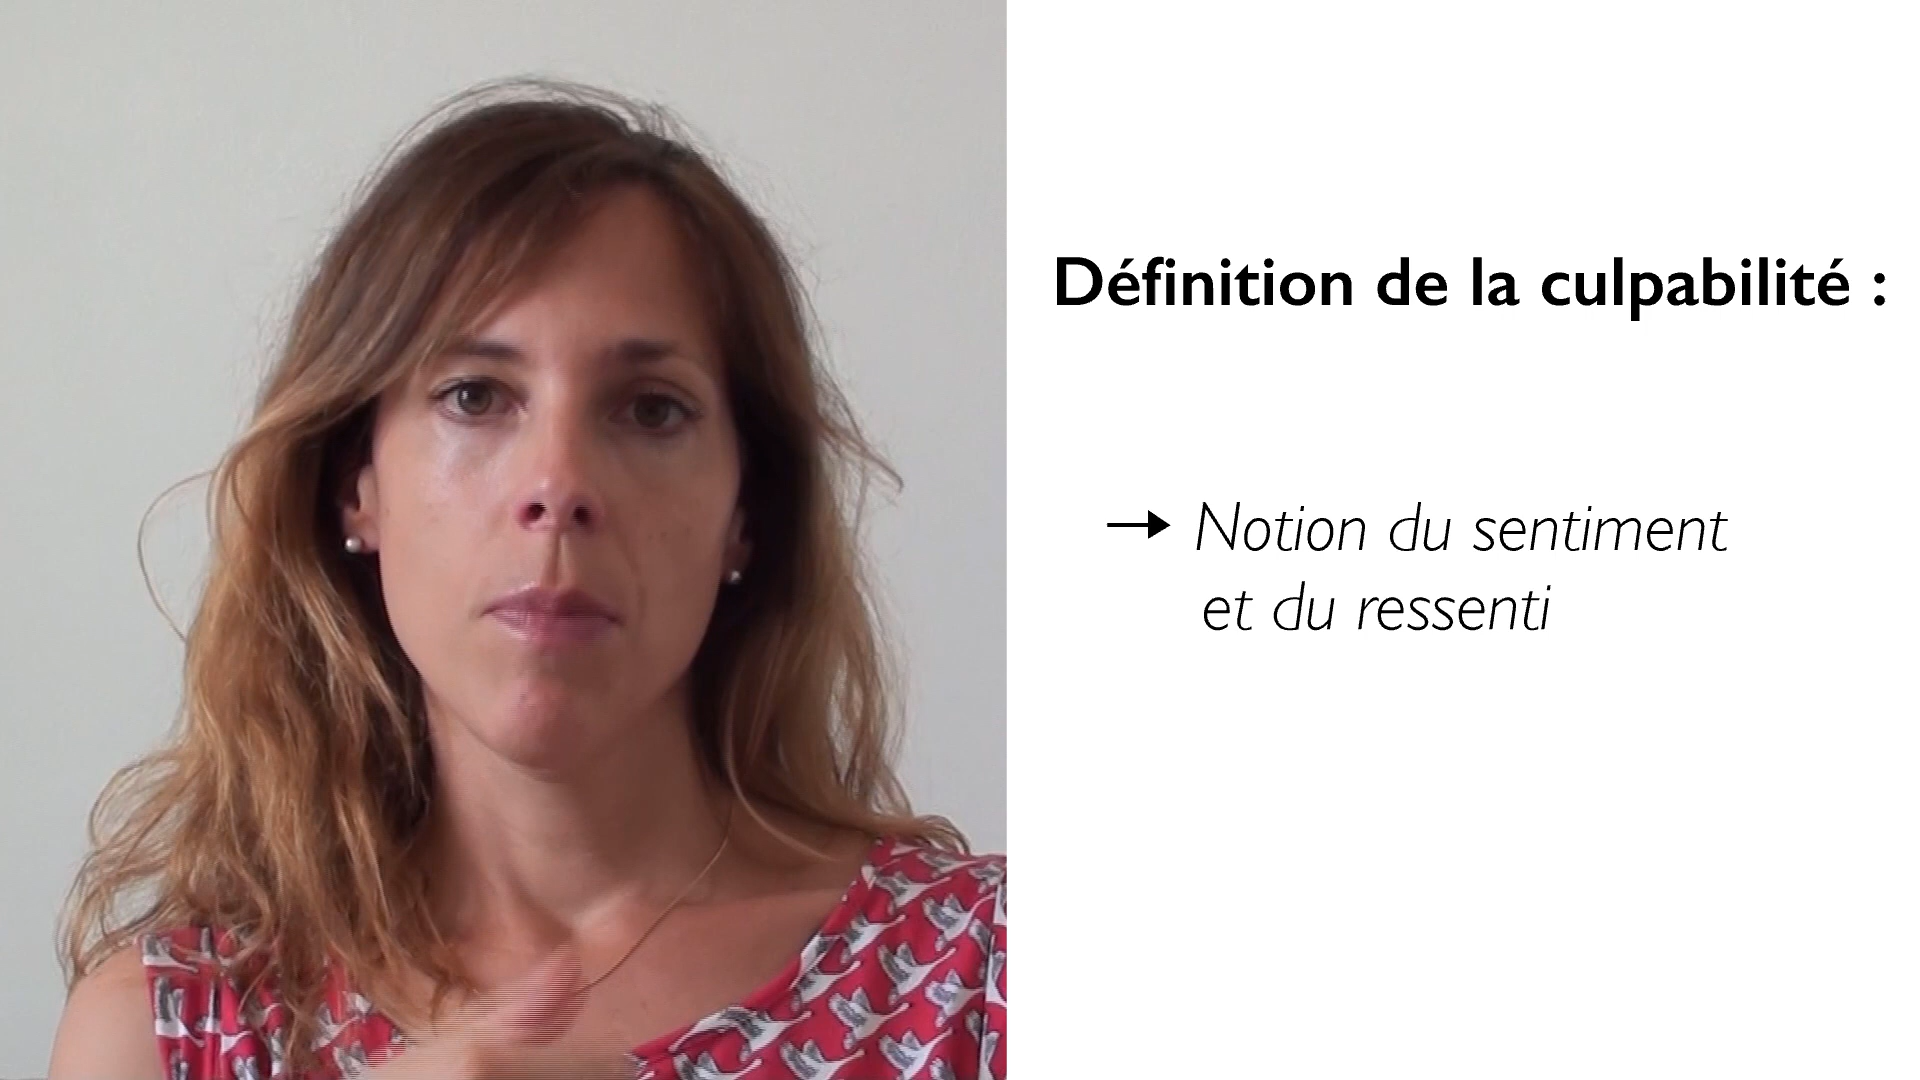 Définition de la culpabilité :
→ Notion du sentiment
et du ressenti